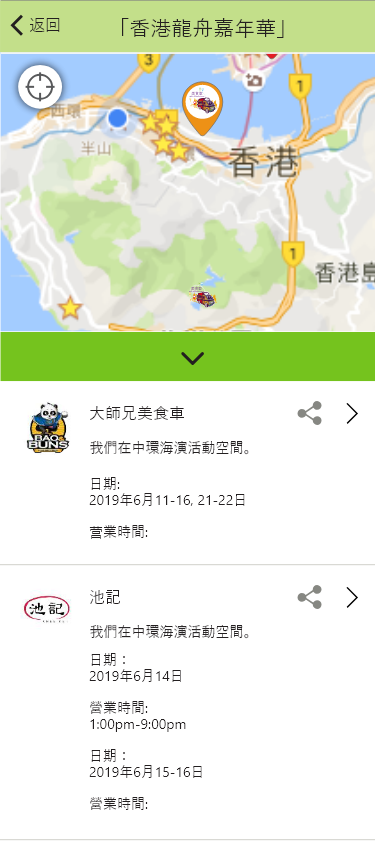 返回
「香港龍舟嘉年華」
3
1
西環
半山
香港
1
香港島
大師兄美食車
BAO
&
BUNS
我們在中環海濱活動空間。
日期:
2019年6月11-16, 21-22日
营業時間:
池記
池記
我們在中環海濱活動空間。
日期：
2019年6月14日
營業時間:
1:00pm-9:00pm
日期：
2019年6月15-16日
營業時間: